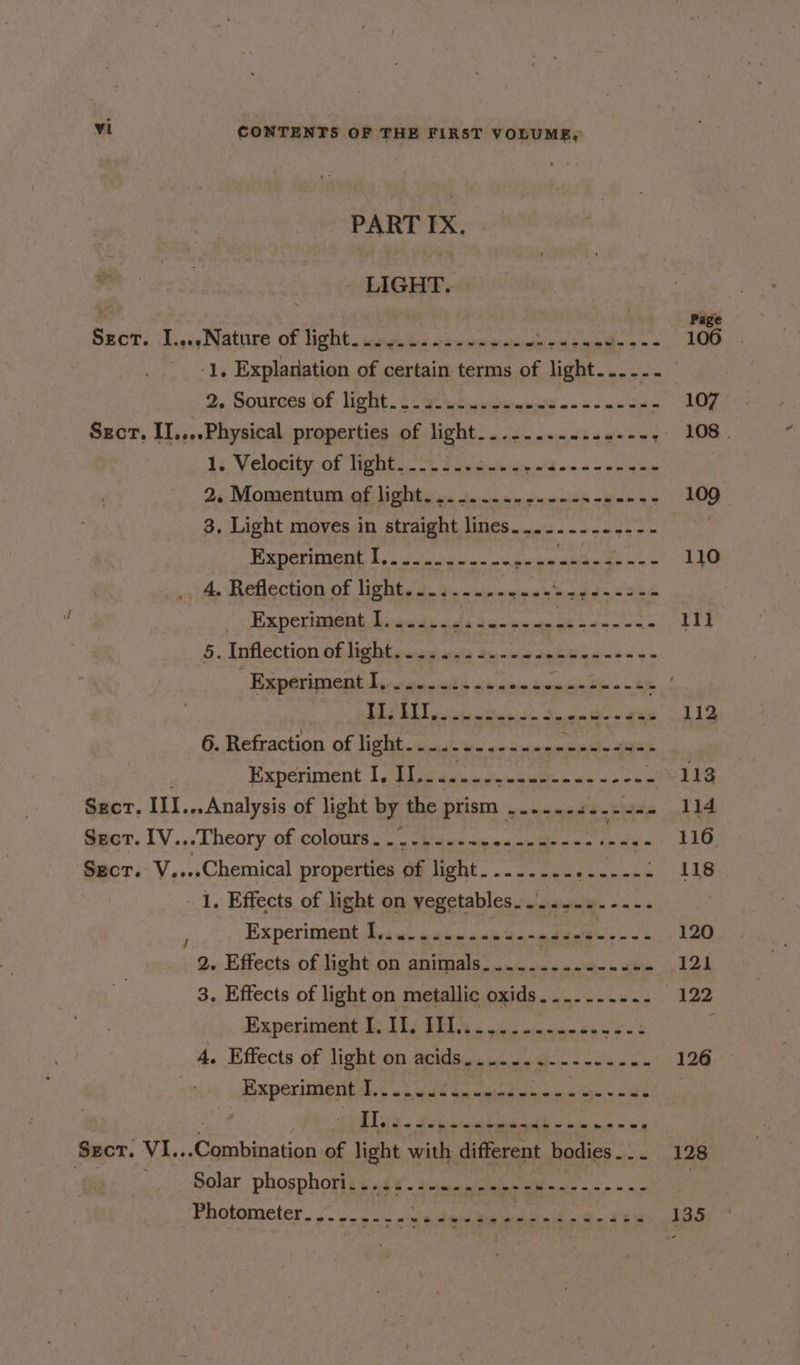 vi CONTENTS OF THE FIRST VOLUME,
PART IX.
LIGHT.
Page
SECT. I....Nature of light 106
1. Explanation of certain terms of light
2. Sources of light 107
SECT. II....Physical properties of light 108
1. Velocity of light
2. Momentum of light 109
3. Light moves in straight lines
Experiment I. 110
4. Reflection of light
Experiment I. 111
5. Inflection of light
Experiment I.
II. III. 112
6. Refraction of light
Experiment I. II. 113
SECT. III...Analysis of light by the prism 114
SECT. IV...Theory of colours 116
SECT. V....Chemical properties of light 118
1. Effects of light on vegetables
Experiment I. 120
2. Effects of light on animals 121
3. Effects of light on metallic oxids 122
Experiment I. II. III.
4. Effects of light on acids 126
Experiment I.
II.
SECT. VI...Combination of light with different bodies 128
Solar phosphori
Photometer 135